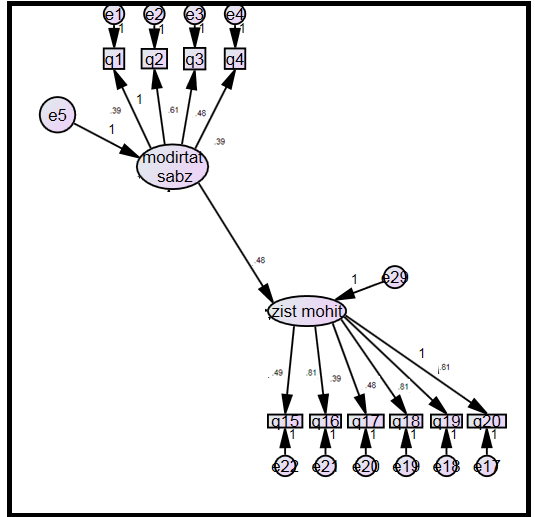 e1 e2 e3 e4
1 1 1 1
q1 q2 q3 q4
.39 1 .61 .48 .39
e5
1
modirtat
sabz
.48
1 e29
zist mohit
1
.49 .81 .39 .48 .81 .81
q15 q16 q17 q18 q19 q20
1 1 1 1 1 1
e22 e21 e20 e19 e18 e17